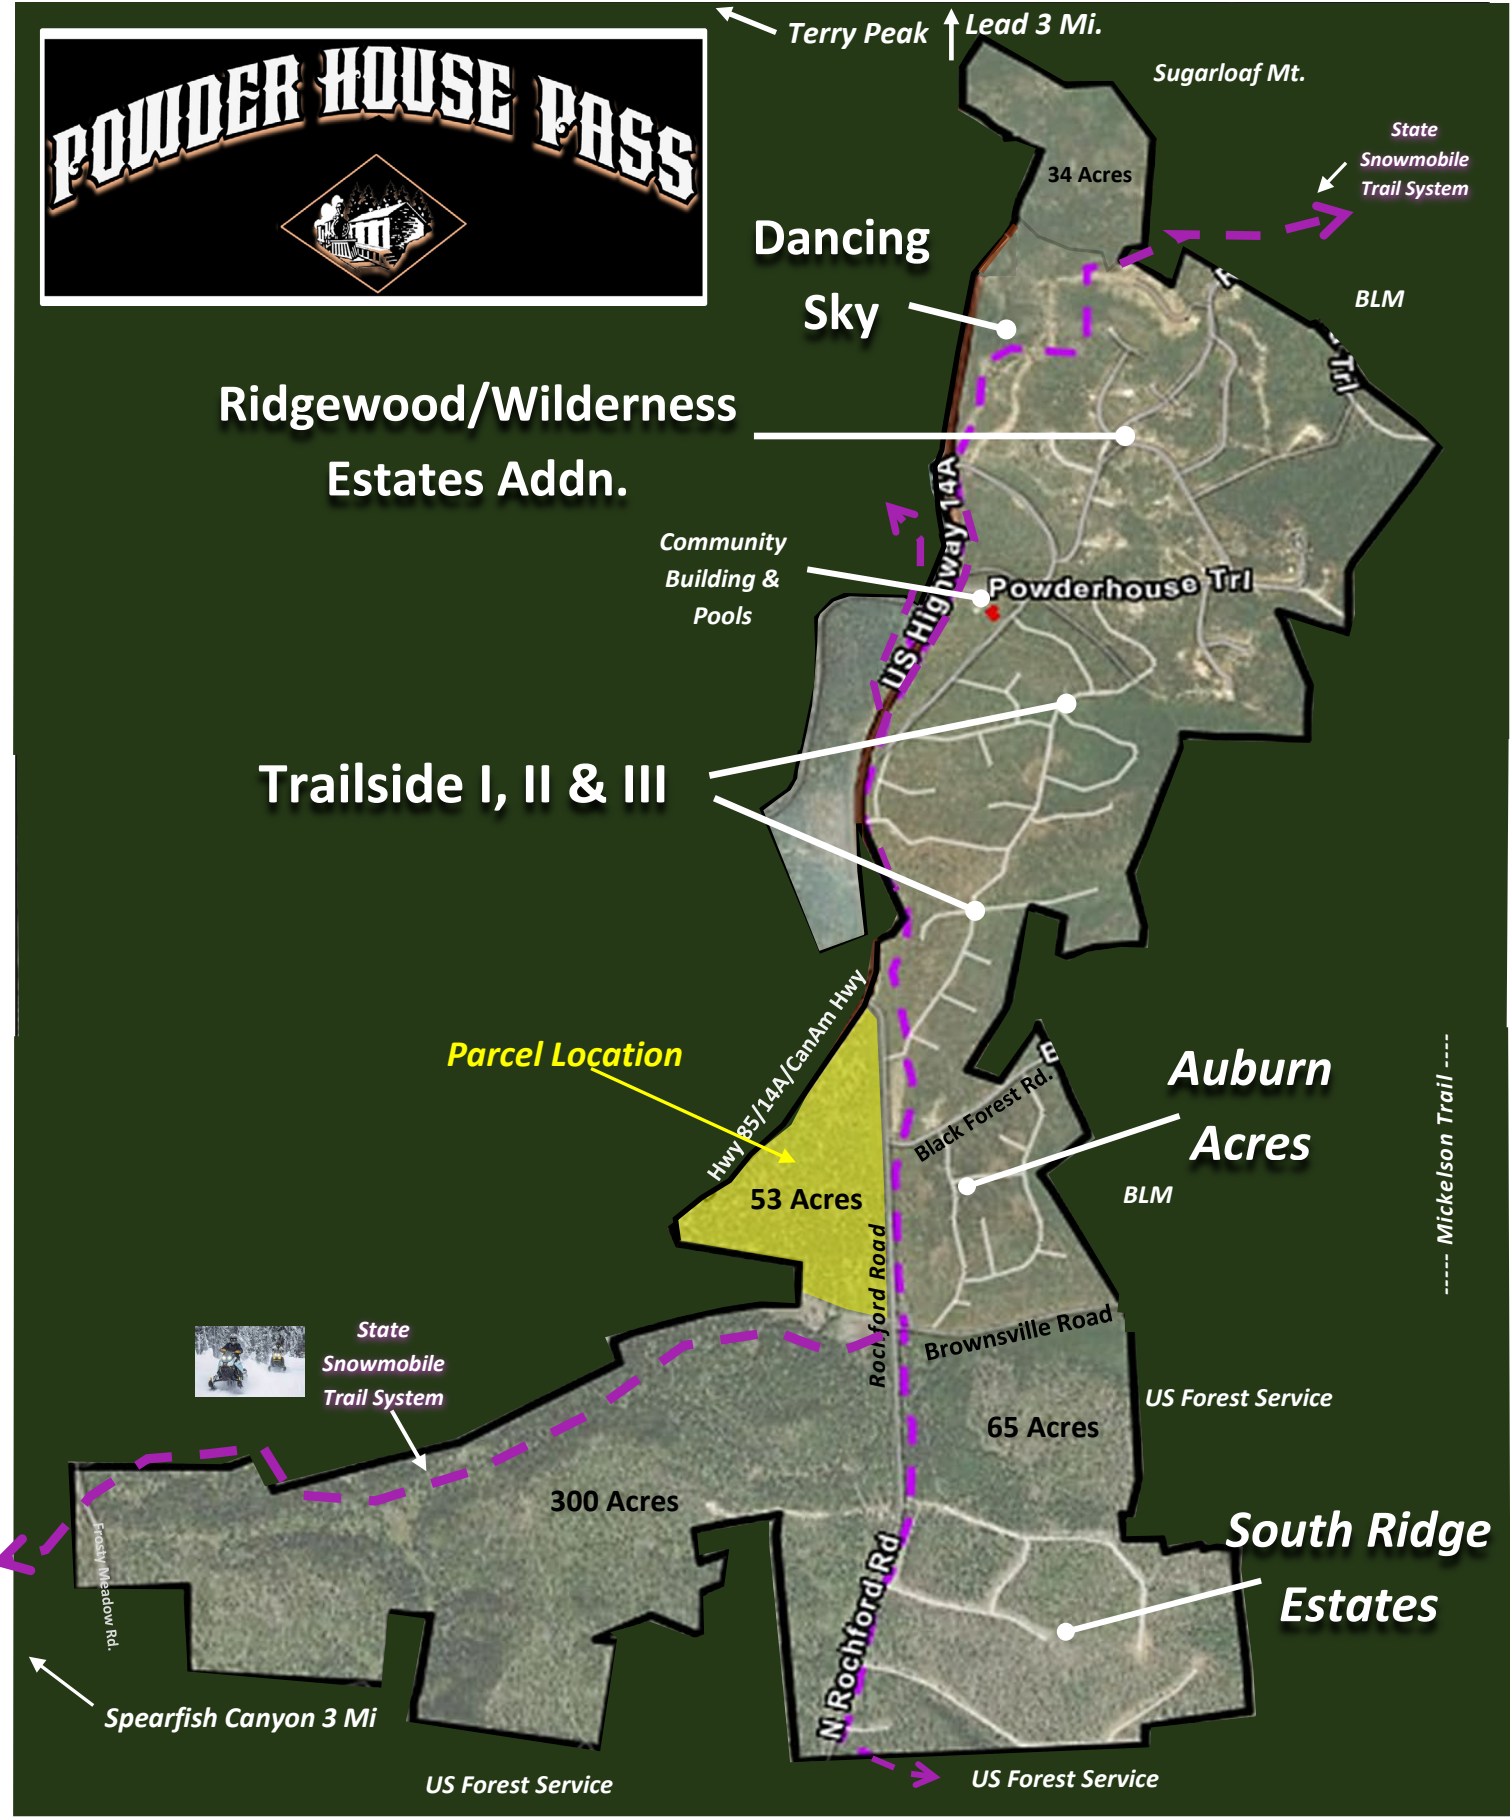 Terry Peak
Lead 3 Mi.
POWDER HOUSE PASS
Sugarloaf Mt.
State
Snowmobile
Trail System
34 Acres
Dancing
Sky
BLM
Trl
Ridgewood/Wilderness
Estates Addn.
US Highway 14A
Community
Building &
Pools
Powderhouse Trl
Trailside I, II & III
Hwy 85/14A/CanAm Hwy
Parcel Location
E
Black Forest Rd.
Auburn
Acres
----- Mickelson Trail ----
53 Acres
BLM
Rochford Road
Brownsville Road
State
Snowmobile
Trail System
US Forest Service
65 Acres
300 Acres
Frosty Meadow Rd.
South Ridge
Estates
N Rochford Rd
Spearfish Canyon 3 Mi
US Forest Service
US Forest Service